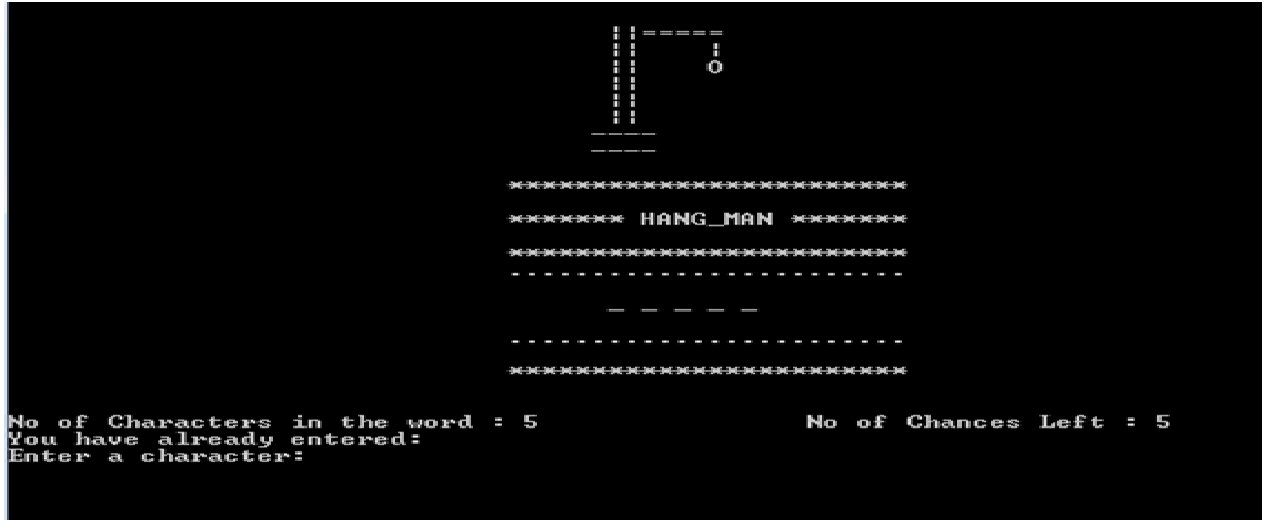 ************************
******* HANG_MAN *******
************************
------------------------
_ _ _ _ _
------------------------
************************
No of Characters in the word : 5 No of Chances Left : 5
You have already entered:
Enter a character: